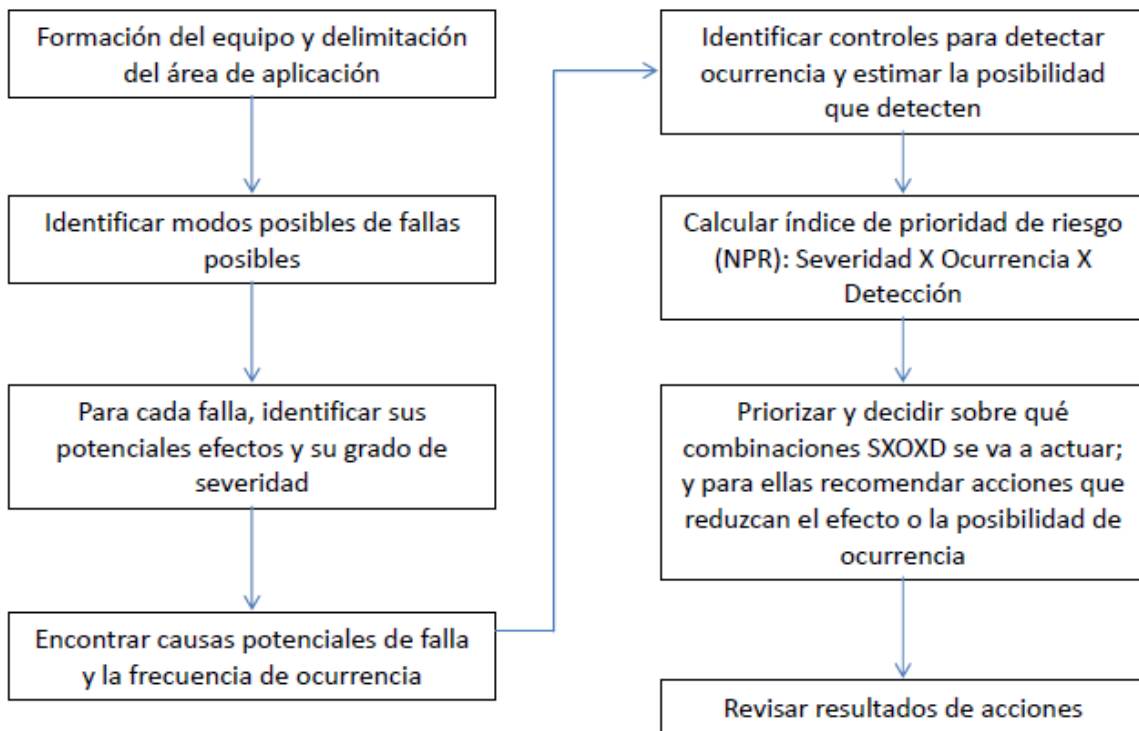 Formación del equipo y delimitación
del área de aplicación
Identificar modos posibles de fallas
posibles
Para cada falla, identificar sus
potenciales efectos y su grado de
severidad
Encontrar causas potenciales de falla
y la frecuencia de ocurrencia
Identificar controles para detectar
ocurrencia y estimar la posibilidad
que detecten
Calcular índice de prioridad de riesgo
(NPR): Severidad X Ocurrencia X
Detección
Priorizar y decidir sobre qué
combinaciones SXOXD se va a actuar;
y para ellas recomendar acciones que
reduzcan el efecto o la posibilidad de
ocurrencia
Revisar resultados de acciones